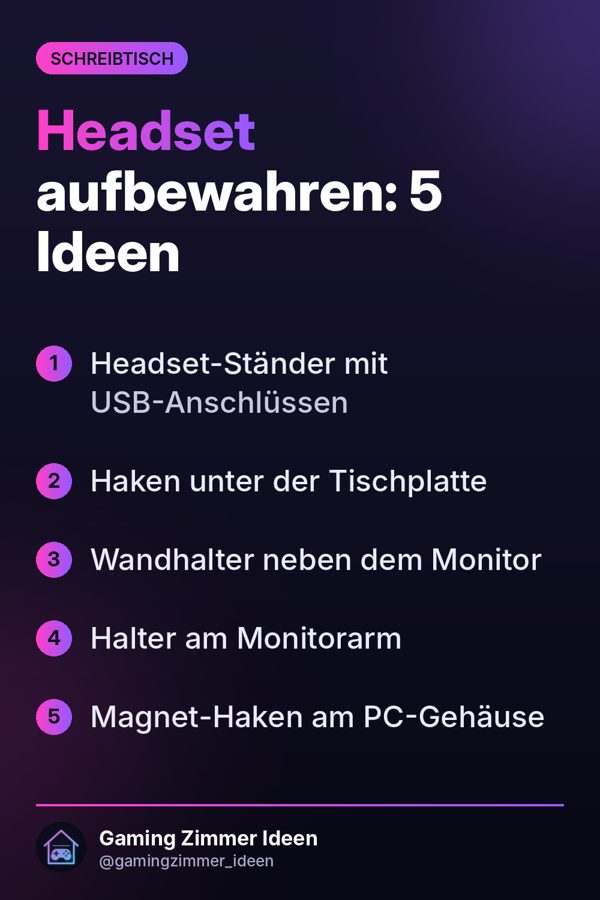 SCHREIBTISCH
Headset
aufbewahren: 5
Ideen
1 Headset-Ständer mit
USB-Anschlüssen
2 Haken unter der Tischplatte
3 Wandhalter neben dem Monitor
4 Halter am Monitorarm
5 Magnet-Haken am PC-Gehäuse
Gaming Zimmer Ideen
@gamingzimmer_ideen